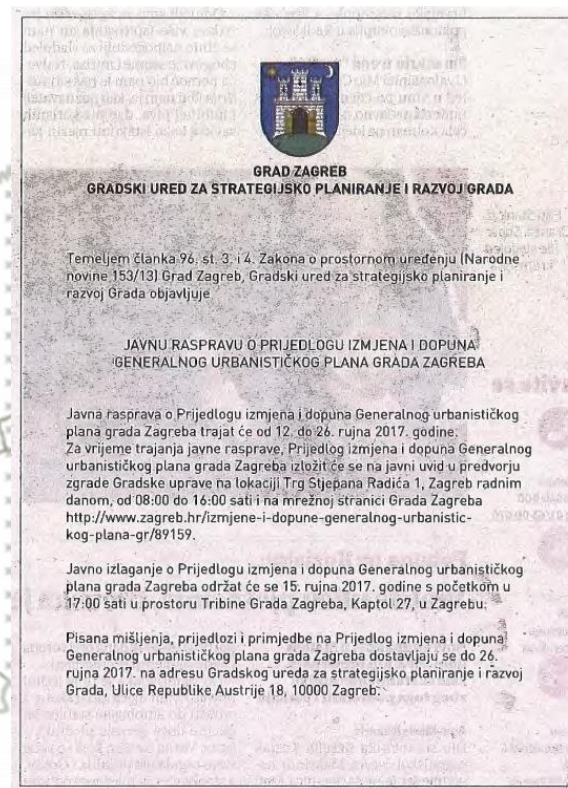 GRAD ZAGREB
GRADSKI URED ZA STRATEGIJSKO PLANIRANJE I RAZVOJ GRADA
Temeljem članka 96. st. 3. i 4. Zakona o prostornom uređenju (Narodne
novine 153/13) Grad Zagreb, Gradski ured za strategijsko planiranje i
razvoj Grada objavljuje
JAVNU RASPRAVU O PRIJEDLOGU IZMJENA I DOPUNA
GENERALNOG URBANISTIČKOG PLANA GRADA ZAGREBA
Javna rasprava o Prijedlogu izmjena i dopuna Generalnog urbanističkog
plana grada Zagreba trajat će od 12. do 26. rujna 2017. godine.
Za vrijeme trajanja javne rasprave, Prijedlog izmjena i dopuna Generalnog
urbanističkog plana grada Zagreba izložit će se na javni uvid u predvorju
zgrade Gradske uprave na lokaciji Trg Stjepana Radića 1, Zagreb radnim
danom, od 08:00 do 16:00 sati i na mrežnoj stranici Grada Zagreba
http://www.zagreb.hr/izmjene-i-dopune-generalnog-urbanistic-
kog-plana-gr/89159.
Javno izlaganje o Prijedlogu izmjena i dopuna Generalnog urbanističkog
plana grada Zagreba održat će se 15. rujna 2017. godine s početkom u
17:00 sati u prostoru Tribine Grada Zagreba, Kaptol 27, u Zagrebu.
Pisana mišljenja, prijedlozi i primjedbe na Prijedlog izmjena i dopuna
Generalnog urbanističkog plana grada Zagreba dostavljaju se do 26.
rujna 2017. na adresu Gradskog ureda za strategijsko planiranje i razvoj
Grada, Ulice Republike Austrije 18, 10000 Zagreb.